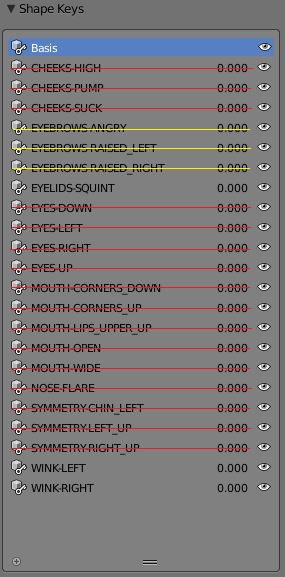 Shape Keys
Basis
CHEEKS-HIGH 0.000
CHEEKS-PUMP 0.000
CHEEKS-SUCK 0.000
EYEBROWS-ANGRY 0.000
EYEBROWS-RAISED_LEFT 0.000
EYEBROWS-RAISED_RIGHT 0.000
EYELIDS-SQUINT 0.000
EYES-DOWN 0.000
EYES-LEFT 0.000
EYES-RIGHT 0.000
EYES-UP 0.000
MOUTH-CORNERS_DOWN 0.000
MOUTH-CORNERS_UP 0.000
MOUTH-LIPS_UPPER_UP 0.000
MOUTH-OPEN 0.000
MOUTH-WIDE 0.000
NOSE-FLARE 0.000
SYMMETRY-CHIN_LEFT 0.000
SYMMETRY-LEFT_UP 0.000
SYMMETRY-RIGHT_UP 0.000
WINK-LEFT 0.000
WINK-RIGHT 0.000